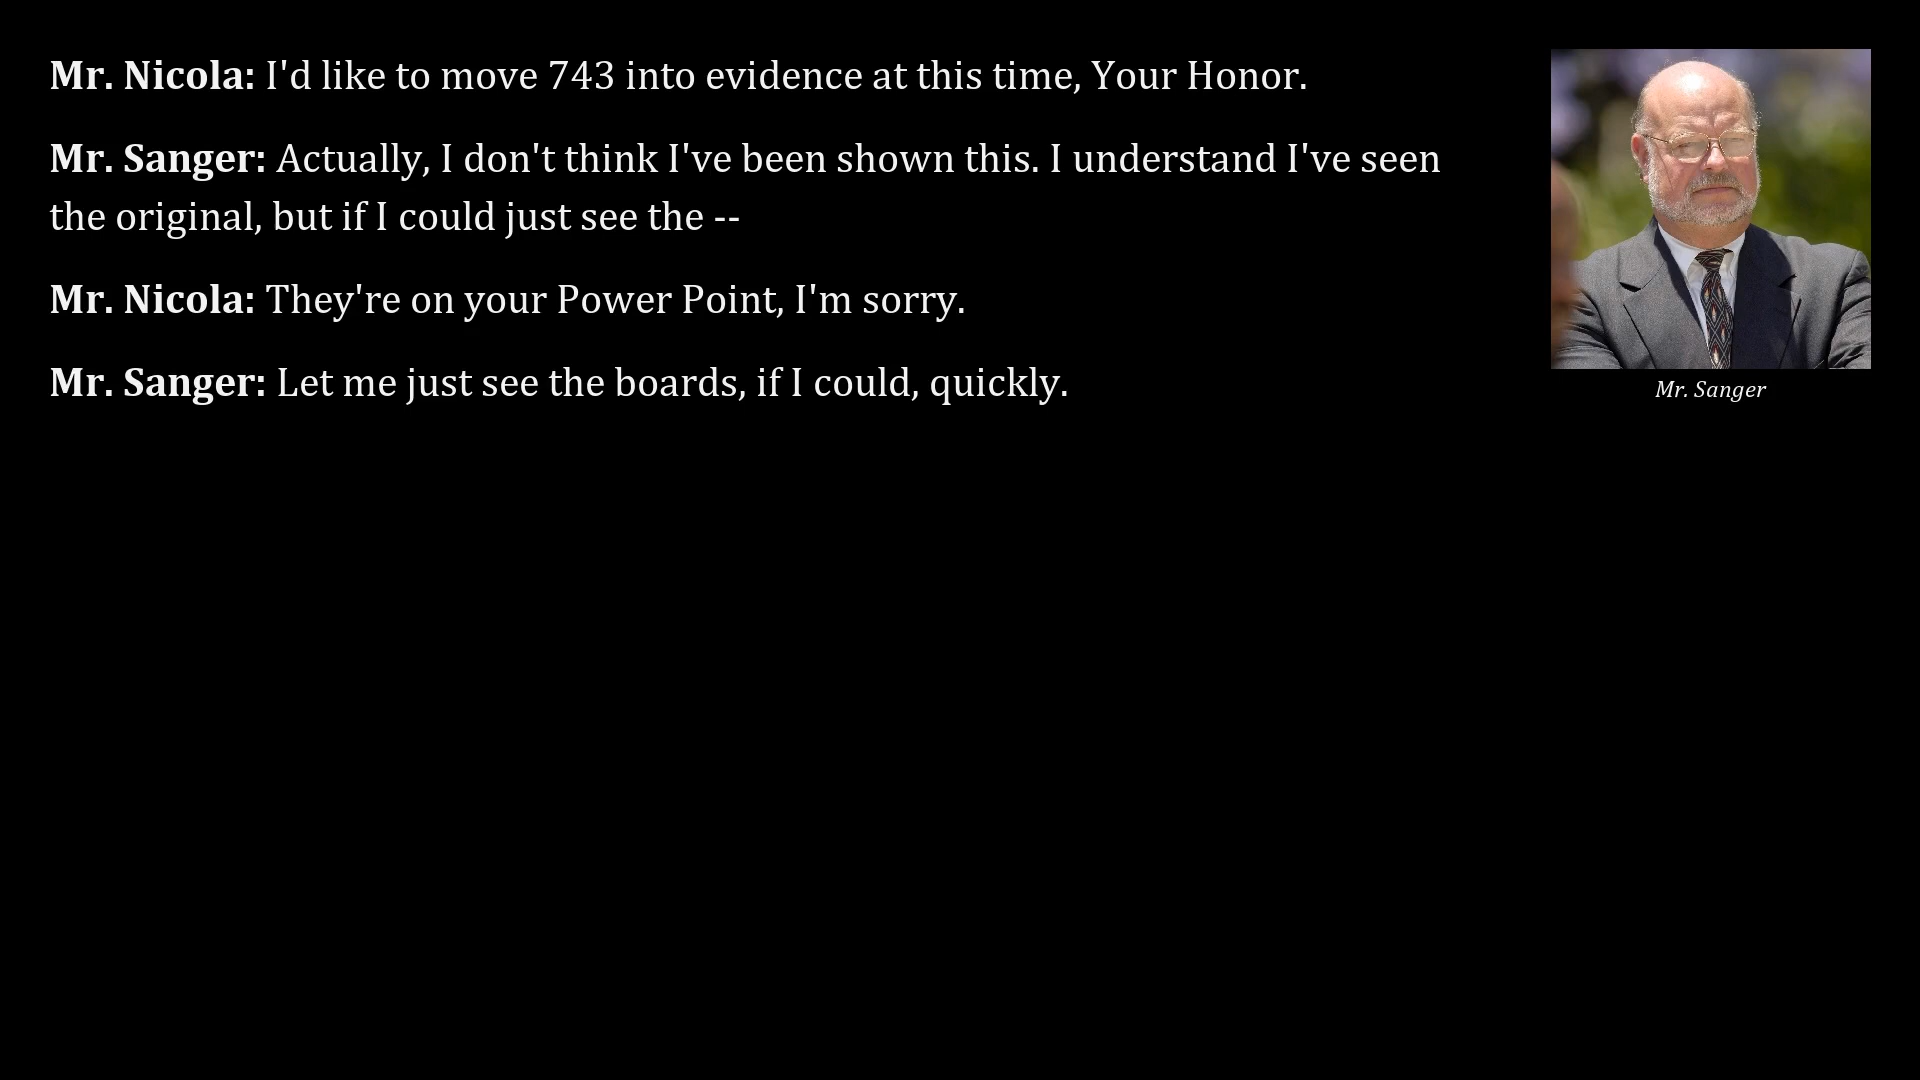 Mr. Nicola: I'd like to move 743 into evidence at this time, Your Honor.
Mr. Sanger: Actually, I don't think I've been shown this. I understand I've seen
the original, but if I could just see the --
Mr. Nicola: They're on your Power Point, I'm sorry.
Mr. Sanger: Let me just see the boards, if I could, quickly.
Mr. Sanger